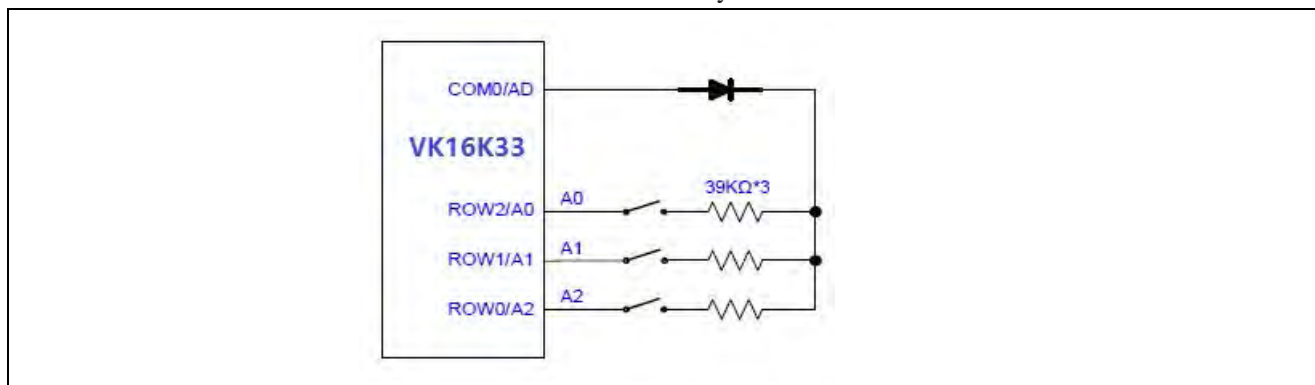 COM0/AD
VK16K33
39KΩ*3
ROW2/A0 A0
ROW1/A1 A1
ROW0/A2 A2